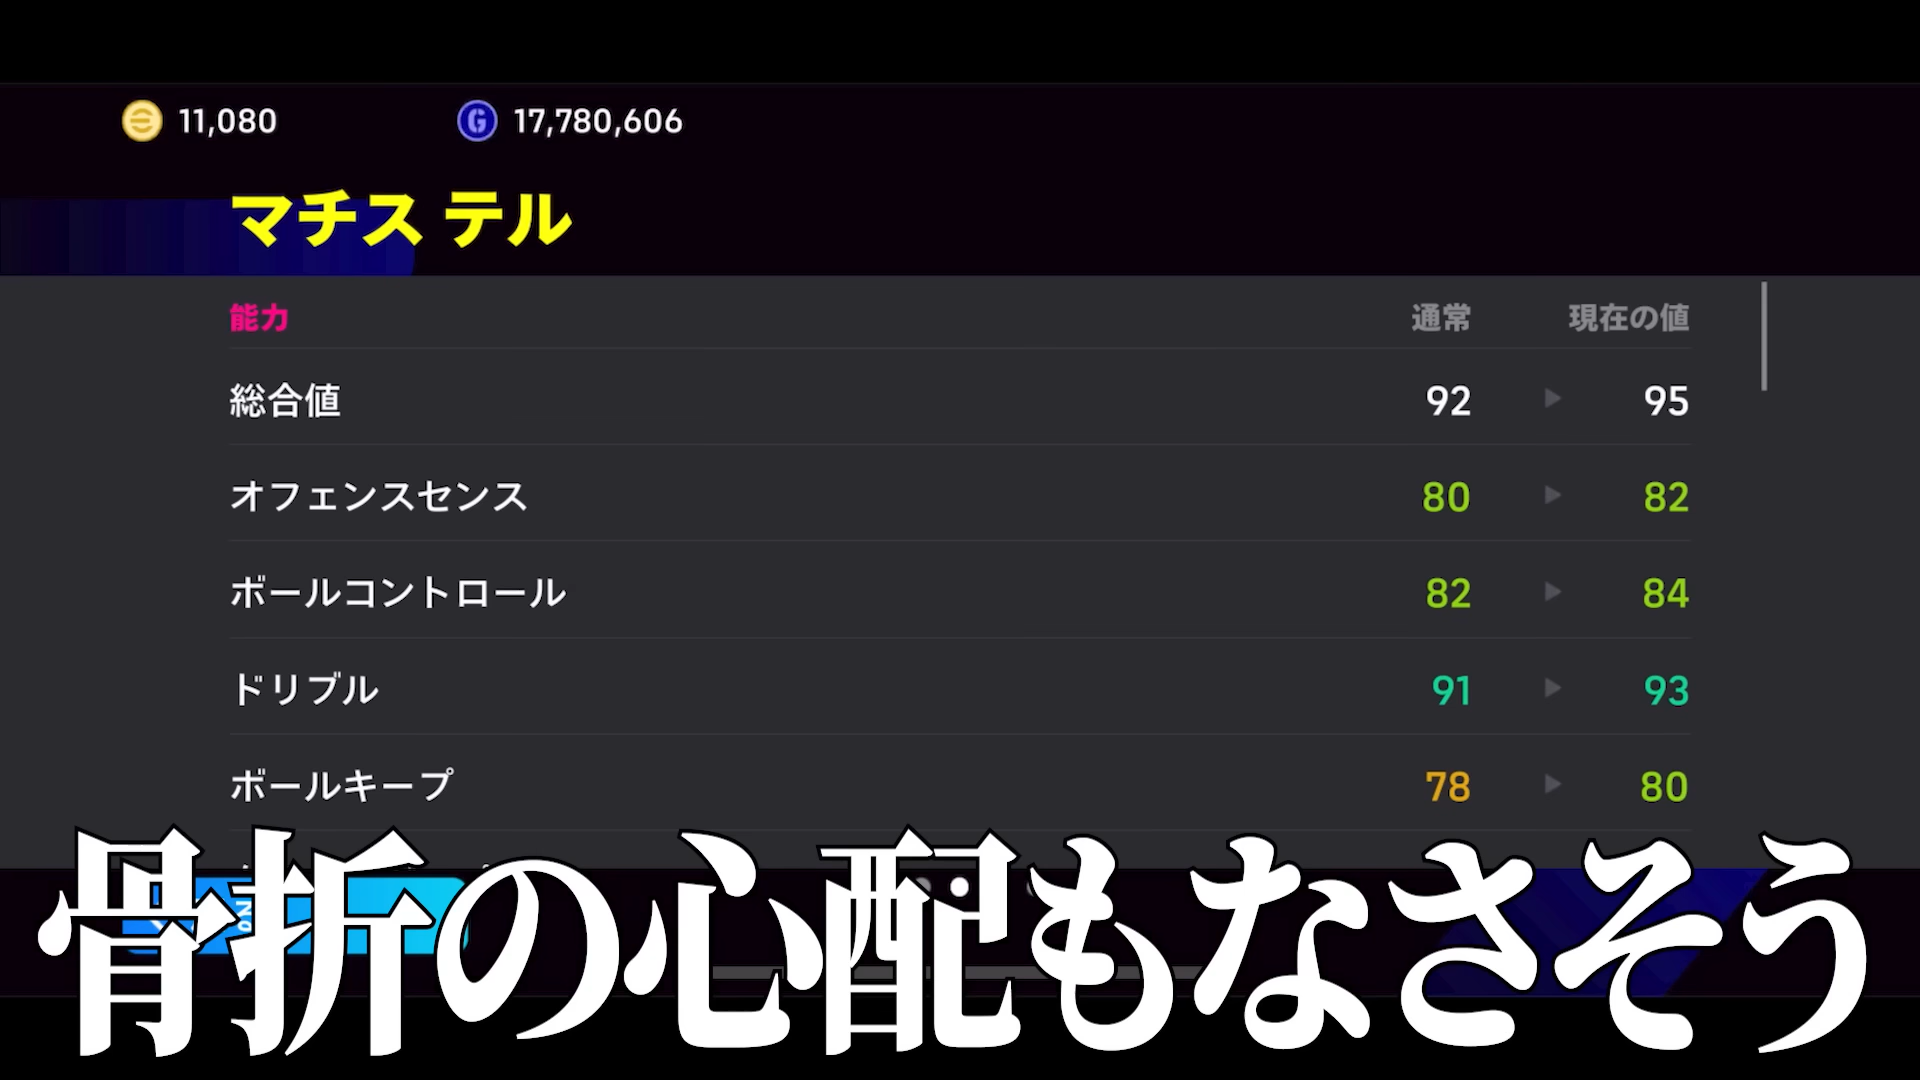 11,080 17,780,606
マチス テル
能力 通常 現在の値
総合値 92 95
オフェンスセンス 80 82
ボールコントロール 82 84
ドリブル 91 93
ボールキープ 78 80
骨折の心配もなさそう